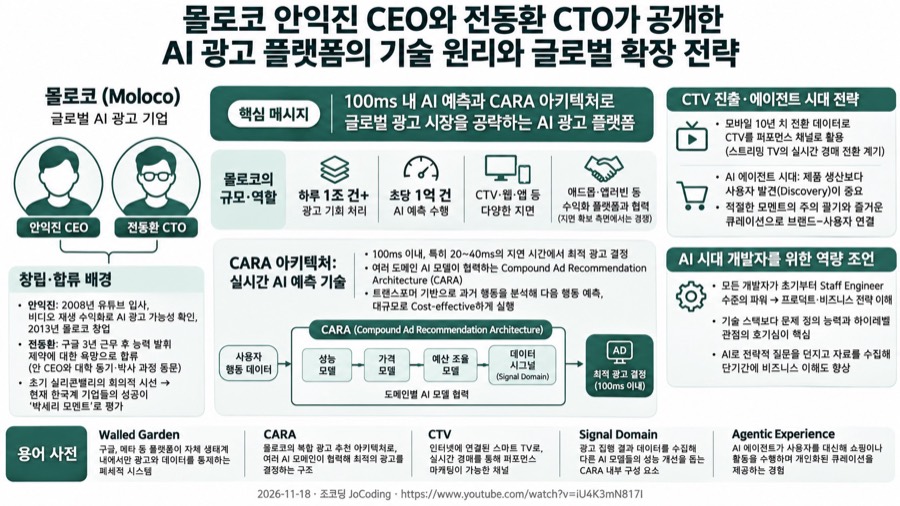 몰로코 안익진 CEO와 전동환 CTO가 공개한
AI 광고 플랫폼의 기술 원리와 글로벌 확장 전략
몰로코 (Moloco)
글로벌 AI 광고 기업
안익진 CEO
전동환 CTO
창립·합류 배경
• 안익진: 2008년 유튜브 입사,
비디오 재생 수익화로 AI 광고 가능성 확인,
2013년 몰로코 창업
• 전동환: 구글 3년 근무 후 능력 발휘
제약에 대한 욕망으로 합류
(안 CEO와 대학 동기·박사 과정 동문)
• 초기 실리콘밸리의 회의적 시선 →
현재 한국계 기업들의 성공이
'박세리 모멘트'로 평가
핵심 메시지
100ms 내 AI 예측과 CARA 아키텍처로
글로벌 광고 시장을 공략하는 AI 광고 플랫폼
몰로코의
규모·역할
하루 1조 건+
광고 기회 처리
초당 1억 건
AI 예측 수행
CTV·웹·앱 등
다양한 지면
애드몹·앱러빈 등
수익화 플랫폼과 협력
(지면 확보 측면에서는 경쟁)
CARA 아키텍처:
실시간 AI 예측 기술
• 100ms 이내, 특히 20~40ms의 지연 시간에서 최적 광고 결정
• 여러 도메인 AI 모델이 협력하는 Compound Ad Recommendation
Architecture (CARA)
• 트랜스포머 기반으로 과거 행동을 분석해 다음 행동 예측,
대규모로 Cost-effective하게 실행
CARA (Compound Ad Recommendation Architecture)
사용자
행동 데이터
성능
모델
가격
모델
예산 조율
모델
데이터
시그널
(Signal Domain)
도메인별 AI 모델 협력
AD
최적 광고 결정
(100ms 이내)
CTV 진출·에이전트 시대 전략
• 모바일 10년 치 전환 데이터로
CTV를 퍼포먼스 채널로 활용
(스트리밍 TV의 실시간 경매 전환 계기)
• AI 에이전트 시대: 제품 생산보다
사용자 발견(Discovery)이 중요
• 적절한 모먼트의 주의 끌기와 즐거운
큐레이션으로 브랜드–사용자 연결
AI 시대 개발자를 위한 역량 조언
• 모든 개발자가 초기부터 Staff Engineer
수준의 파워 → 프로덕트·비즈니스 전략 이해
• 기술 스택보다 문제 정의 능력과 하이레벨
관점의 호기심이 핵심
• AI로 전략적 질문을 던지고 자료를 수집해
단기간에 비즈니스 이해도 향상
용어 사전
Walled Garden
구글, 메타 등 플랫폼이 자체 생태계
내에서만 광고와 데이터를 통제하는
폐쇄적 시스템
CARA
몰로코의 복합 광고 추천 아키텍처로,
여러 AI 모메인이 협력해 최적의 광고를
결정하는 구조
CTV
인터넷에 연결된 스마트 TV로,
실시간 경매를 통해 퍼포먼스
마케팅이 가능한 채널
Signal Domain
광고 집행 결과 데이터를 수집해
다른 AI 모델들의 성능 개선을 돕는
CARA 내부 구성 요소
Agentic Experience
AI 에이전트가 사용자를 대신해 쇼핑이나
활동을 수행하며 개인화된 큐레이션을
제공하는 경험
2026-11-18 · 조코딩 JoCoding · https://www.youtube.com/watch?v=iU4K3mN817I